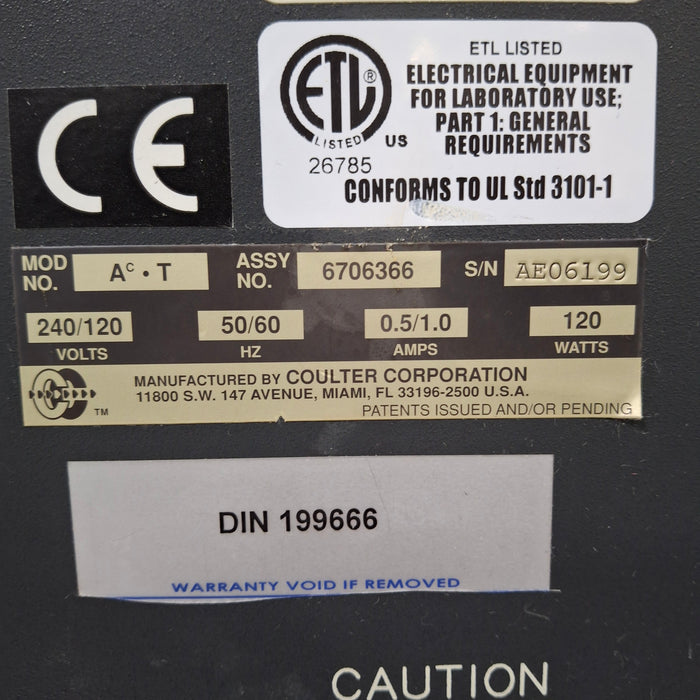 CE
ETL LISTED
ETL® LISTED US
26785
ELECTRICAL EQUIPMENT
FOR LABORATORY USE;
PART 1: GENERAL
REQUIREMENTS
CONFORMS TO UL Std 3101-1
MOD NO. Aᶜ • T ASSY NO. 6706366 S/N AE06199
240/120 50/60 0.5/1.0 120
VOLTS HZ AMPS WATTS
MANUFACTURED BY COULTER CORPORATION
11800 S.W. 147 AVENUE, MIAMI, FL 33196-2500 U.S.A.
TM PATENTS ISSUED AND/OR PENDING
DIN 199666
WARRANTY VOID IF REMOVED
CAUTION